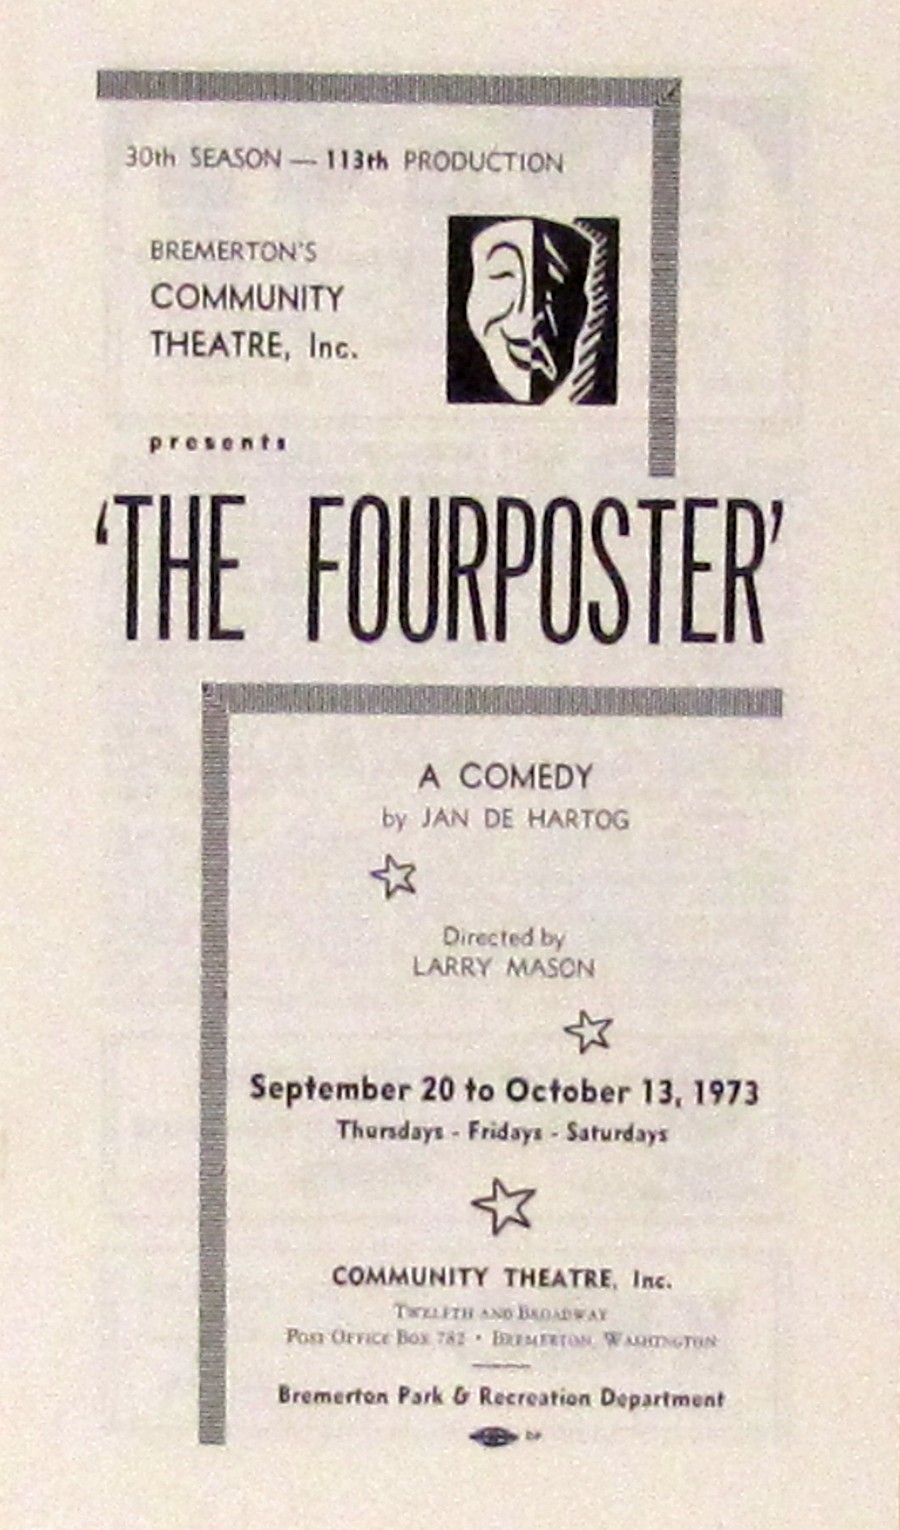 30th SEASON — 113th PRODUCTION
BREMERTON'S
COMMUNITY
THEATRE, Inc.
presents
'THE FOURPOSTER'
A COMEDY
by JAN DE HARTOG
Directed by
LARRY MASON
September 20 to October 13, 1973
Thursdays - Fridays - Saturdays
COMMUNITY THEATRE, Inc.
TWELFTH AND BROADWAY
POST OFFICE BOX 782 • BREMERTON, WASHINGTON
Bremerton Park & Recreation Department